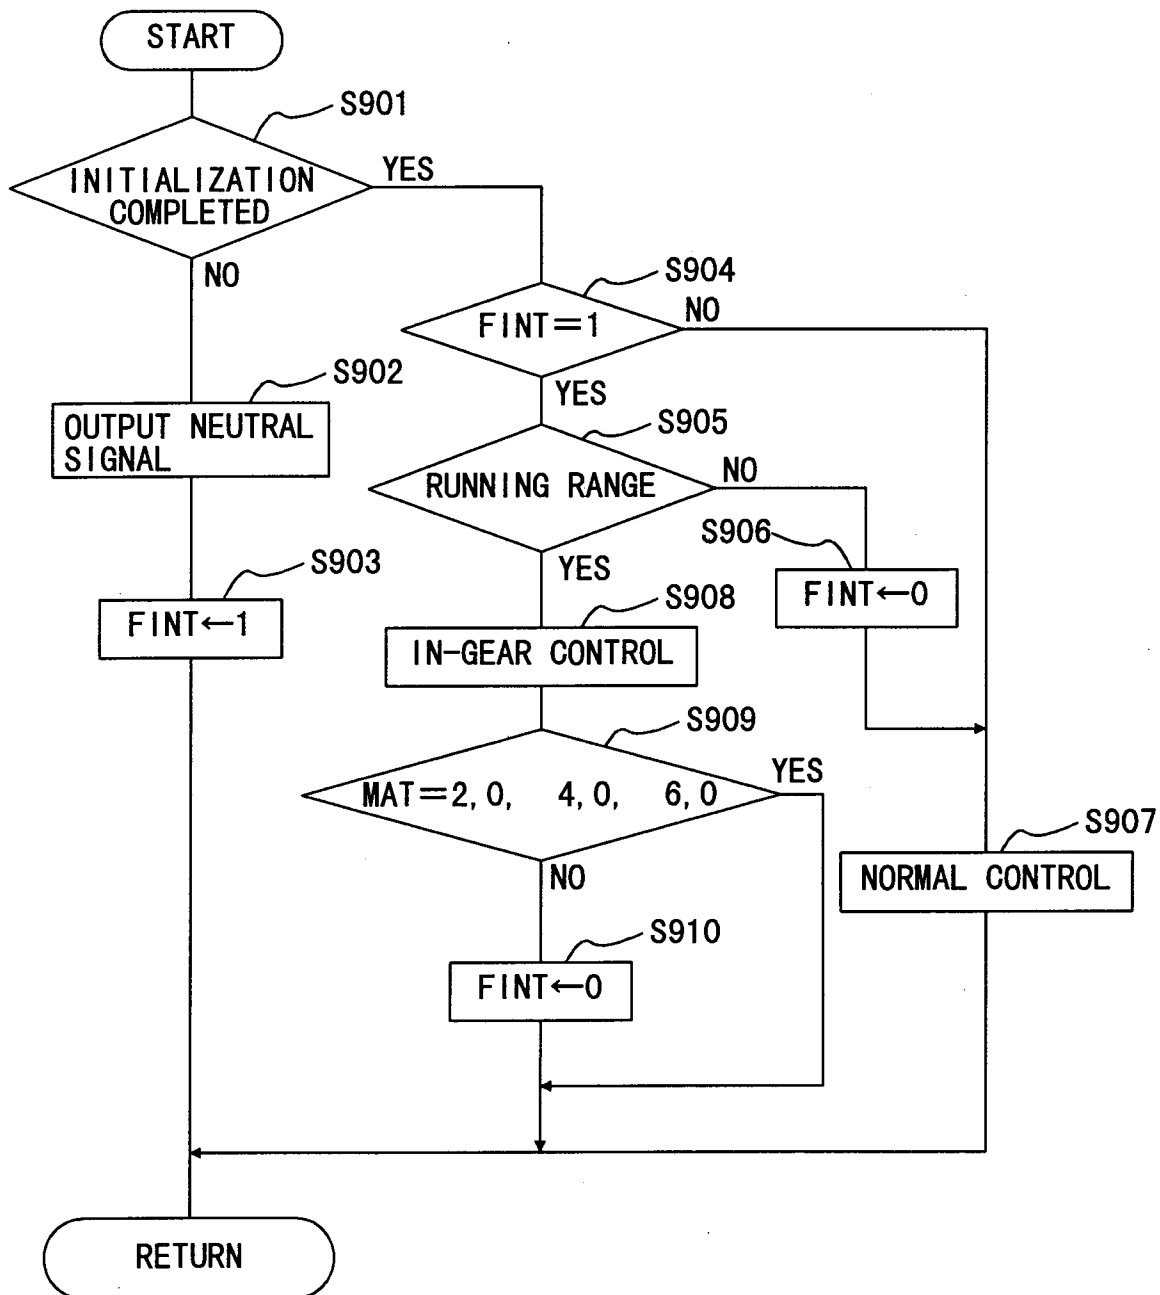 START
S901
INITIALIZATION
COMPLETED
YES
NO
S904
FINT=1
NO
YES
S902
OUTPUT NEUTRAL
SIGNAL
S905
RUNNING RANGE
NO
YES
S906
FINT←0
S903
FINT←1
S908
IN-GEAR CONTROL
S909
MAT=2,0, 4,0, 6,0
YES
NO
S907
NORMAL CONTROL
S910
FINT←0
RETURN